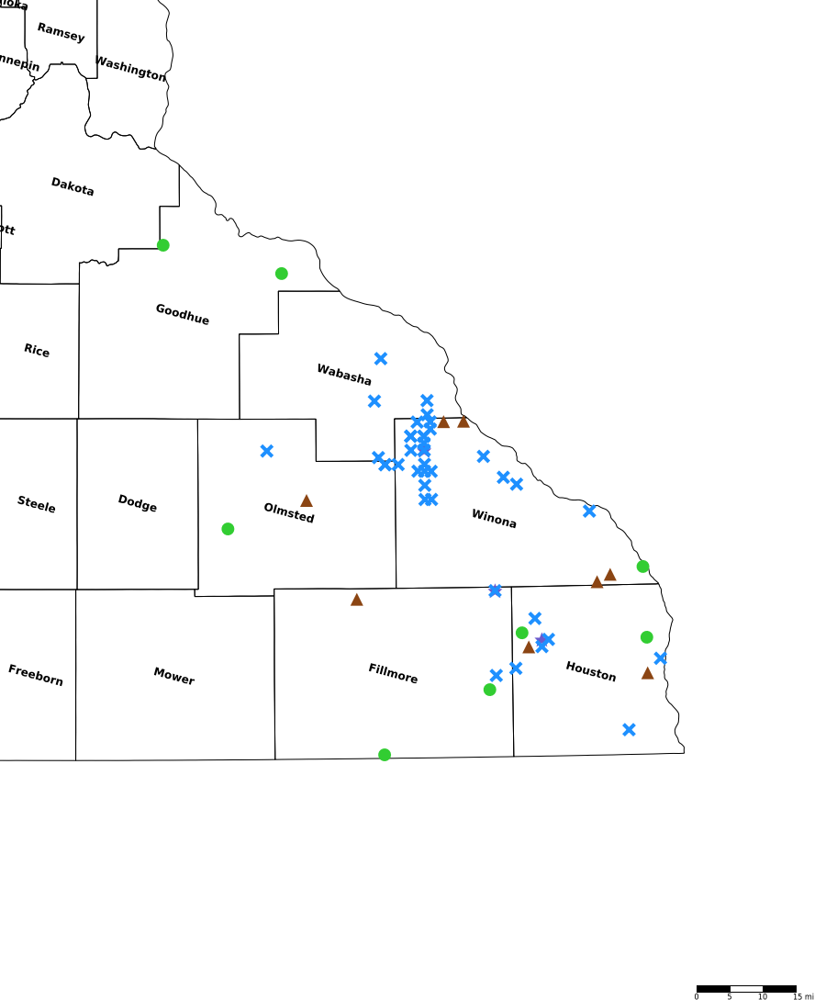 Ramsey
Washington
Dakota
Goodhue
Rice
Wabasha
Steele
Dodge
Olmsted
Winona
Freeborn
Mower
Fillmore
Houston
0 5 10 15 mi